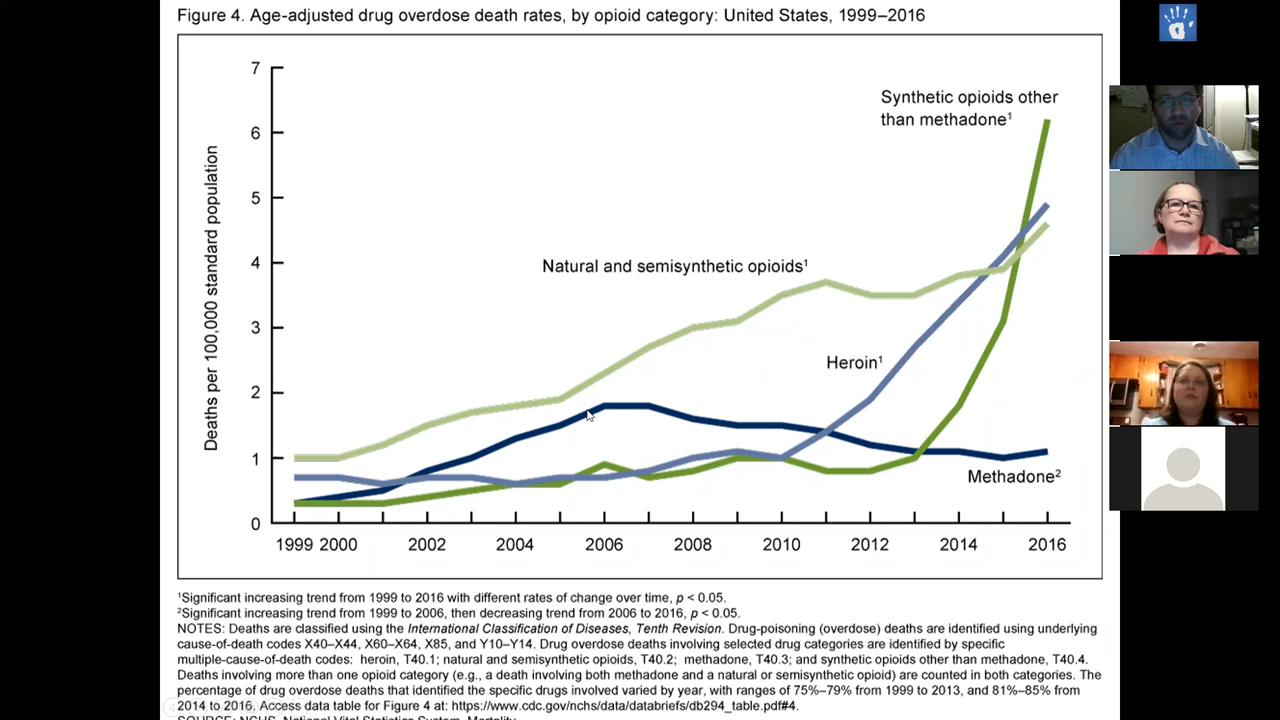 Figure 4. Age-adjusted drug overdose death rates, by opioid category: United States, 1999–2016
7
6
5
4
3
2
1
0
Deaths per 100,000 standard population
Synthetic opioids other
than methadone¹
Natural and semisynthetic opioids¹
Heroin¹
Methadone²
1999 2000 2002 2004 2006 2008 2010 2012 2014 2016
¹Significant increasing trend from 1999 to 2016 with different rates of change over time, p < 0.05.
²Significant increasing trend from 1999 to 2006, then decreasing trend from 2006 to 2016, p < 0.05.
NOTES: Deaths are classified using the International Classification of Diseases, Tenth Revision. Drug-poisoning (overdose) deaths are identified using underlying
cause-of-death codes X40–X44, X60–X64, X85, and Y10–Y14. Drug overdose deaths involving selected drug categories are identified by specific
multiple-cause-of-death codes: heroin, T40.1; natural and semisynthetic opioids, T40.2; methadone, T40.3; and synthetic opioids other than methadone, T40.4.
Deaths involving more than one opioid category (e.g., a death involving both methadone and a natural or semisynthetic opioid) are counted in both categories. The
percentage of drug overdose deaths that identified the specific drugs involved varied by year, with ranges of 75%–79% from 1999 to 2013, and 81%–85% from
2014 to 2016. Access data table for Figure 4 at: https://www.cdc.gov/nchs/data/databriefs/db294_table.pdf#4.
SOURCE: NCHS, National Vital Statistics System, Mortality.